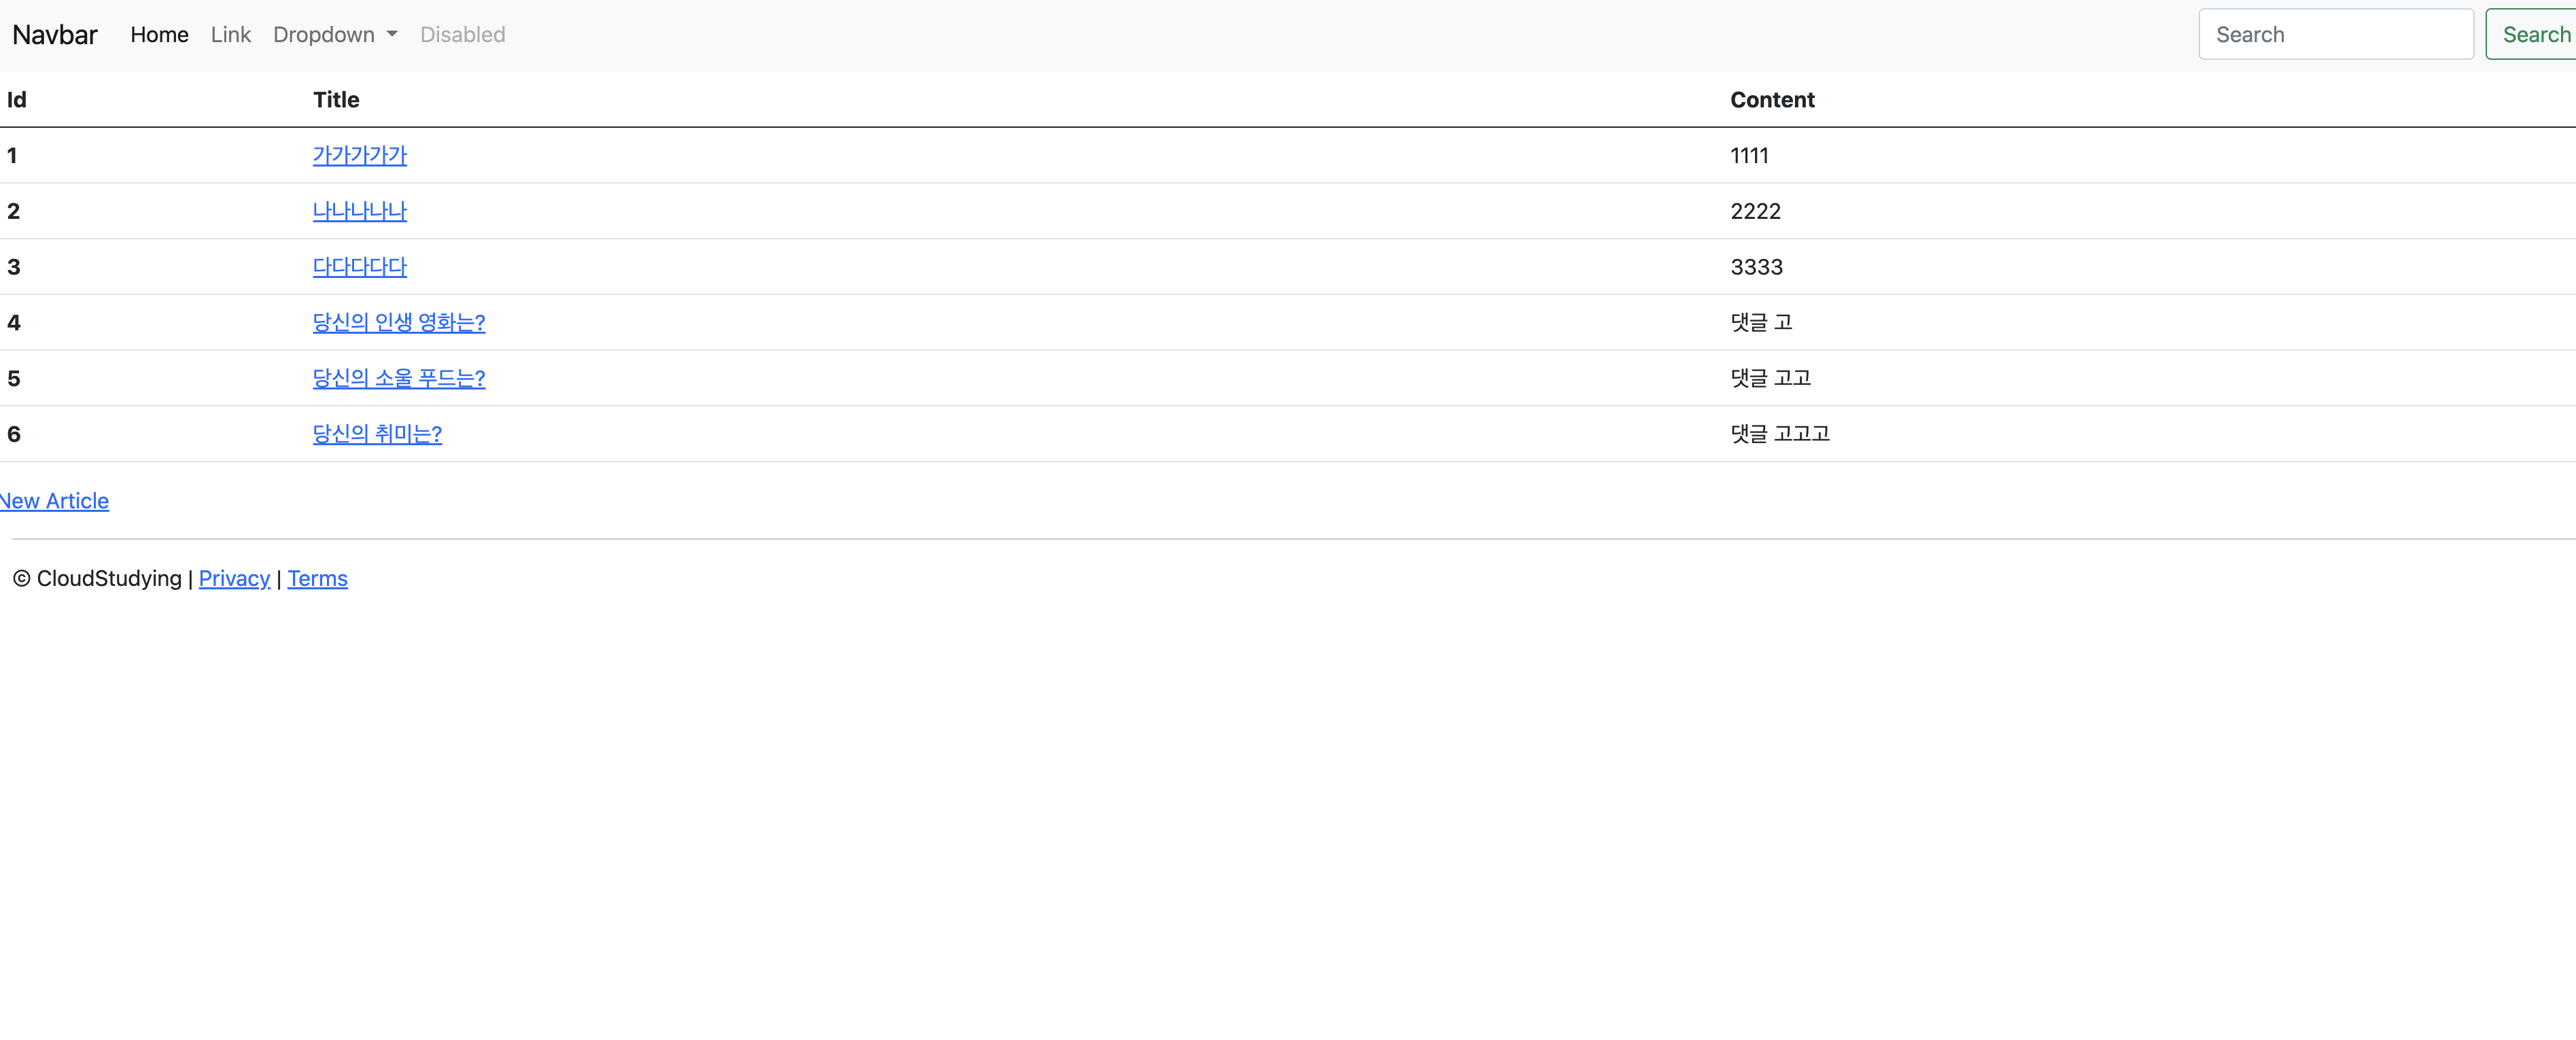 Navbar Home Link Dropdown Disabled Search Search
Id Title Content
1 가가가가가 1111
2 나나나나나 2222
3 다다다다다 3333
4 당신의 인생 영화는? 댓글 고
5 당신의 소울 푸드는? 댓글 고고
6 당신의 취미는? 댓글 고고고
New Article
© CloudStudying | Privacy | Terms